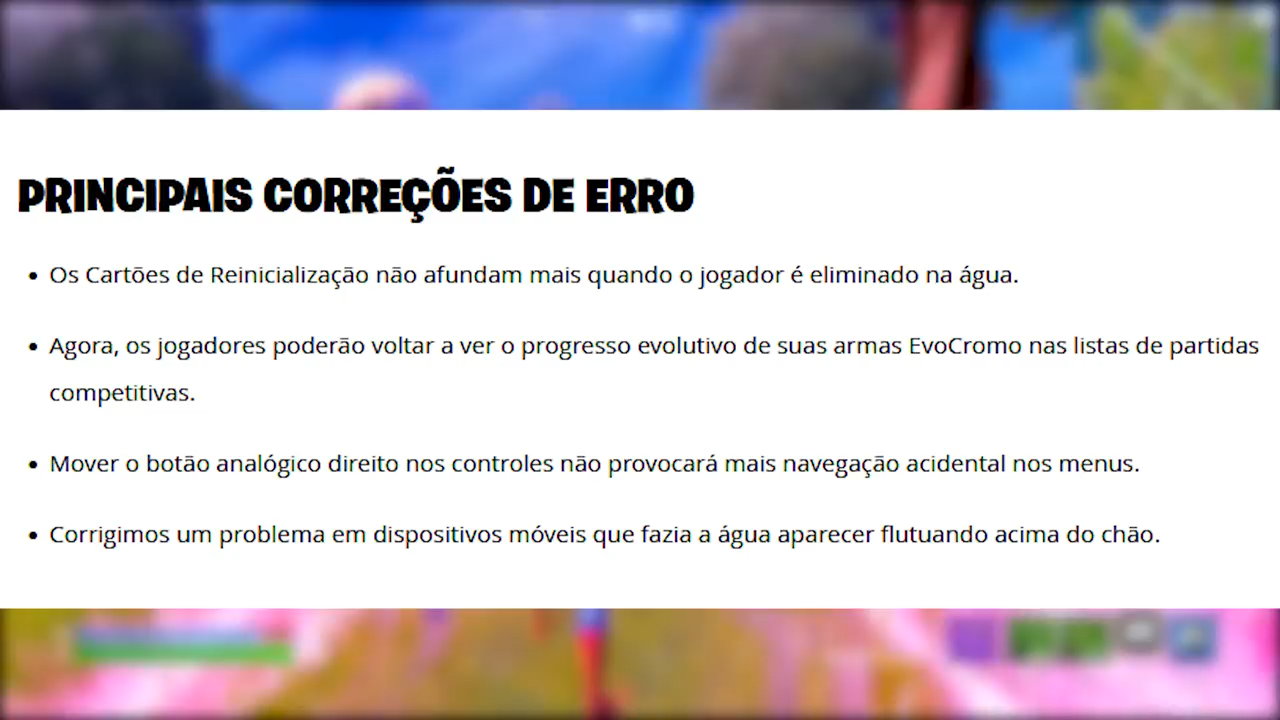 PRINCIPAIS CORREÇÕES DE ERRO
• Os Cartões de Reinicialização não afundam mais quando o jogador é eliminado na água.
• Agora, os jogadores poderão voltar a ver o progresso evolutivo de suas armas EvoCromo nas listas de partidas
competitivas.
• Mover o botão analógico direito nos controles não provocará mais navegação acidental nos menus.
• Corrigimos um problema em dispositivos móveis que fazia a água aparecer flutuando acima do chão.